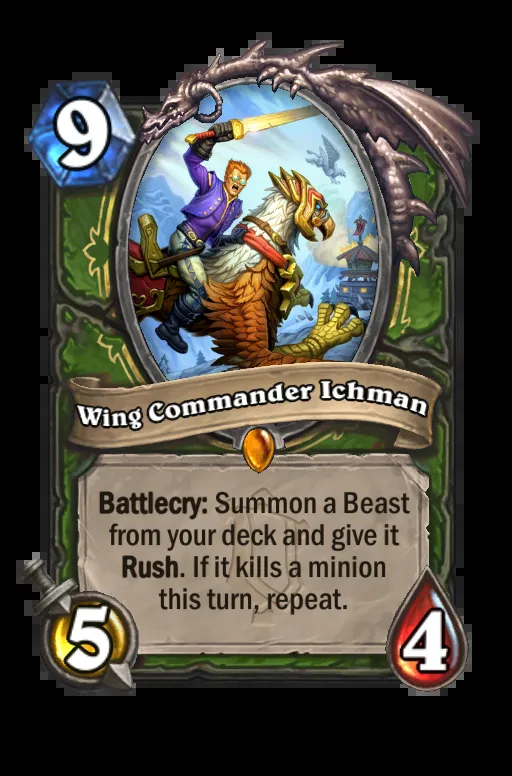 9
Wing Commander Ichman
Battlecry: Summon a Beast
from your deck and give it
Rush. If it kills a minion
this turn, repeat.
5
4